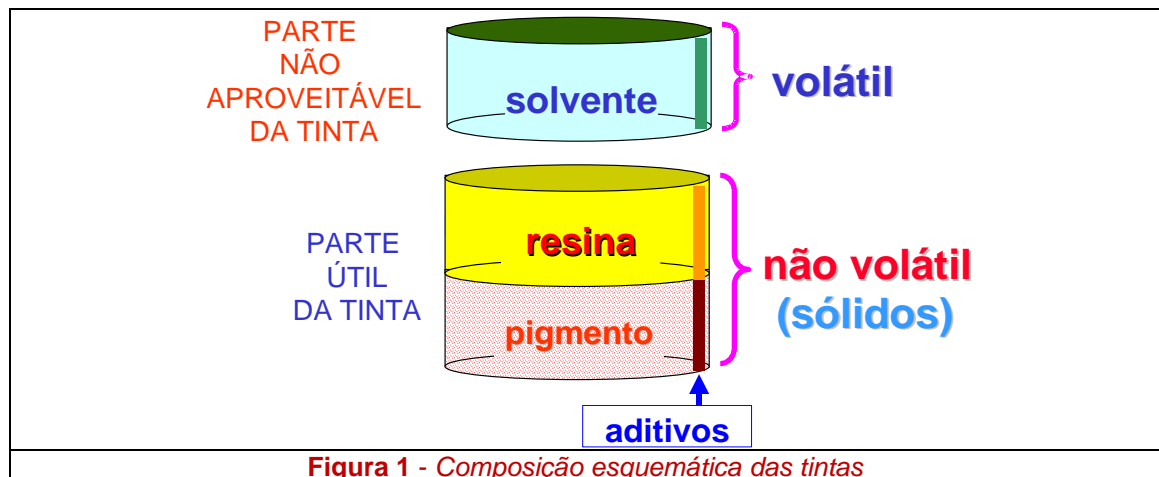 PARTE
NÃO
APROVEITÁVEL
DA TINTA
solvente
volátil
PARTE
ÚTIL
DA TINTA
resina
pigmento
não volátil
(sólidos)
aditivos
Figura 1 - Composição esquemática das tintas